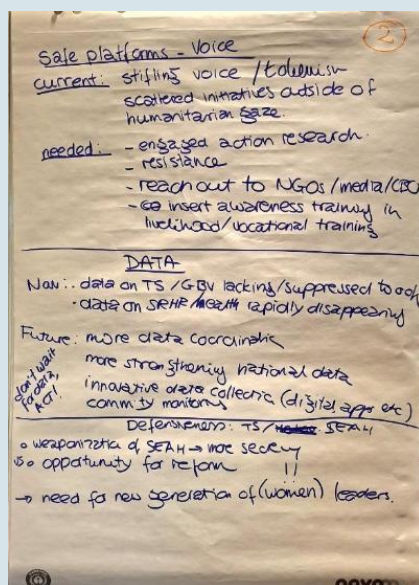 2
Safe platforms - Voice
current: stifling voice / tokenism
scattered initiatives outside of
humanitarian gaze.
needed: - engaged action research.
- resistance
- reach out to NGOs/media/CBO
- insert awareness training in
livelihood/vocational training
DATA
Now: - data on TS/GBV lacking/suppressed to
- data on SRHR/health rapidly disappearing
Future: more data coordination
more strengthening national data
innovative data collection (digital apps etc)
community monitoring
don't wait
for data,
ACT!
Defensiveness: TS/ SEAH
o weaponization of SEAH → more secrecy
o opportunity for reform !!
→ need for new generation of (women) leaders.